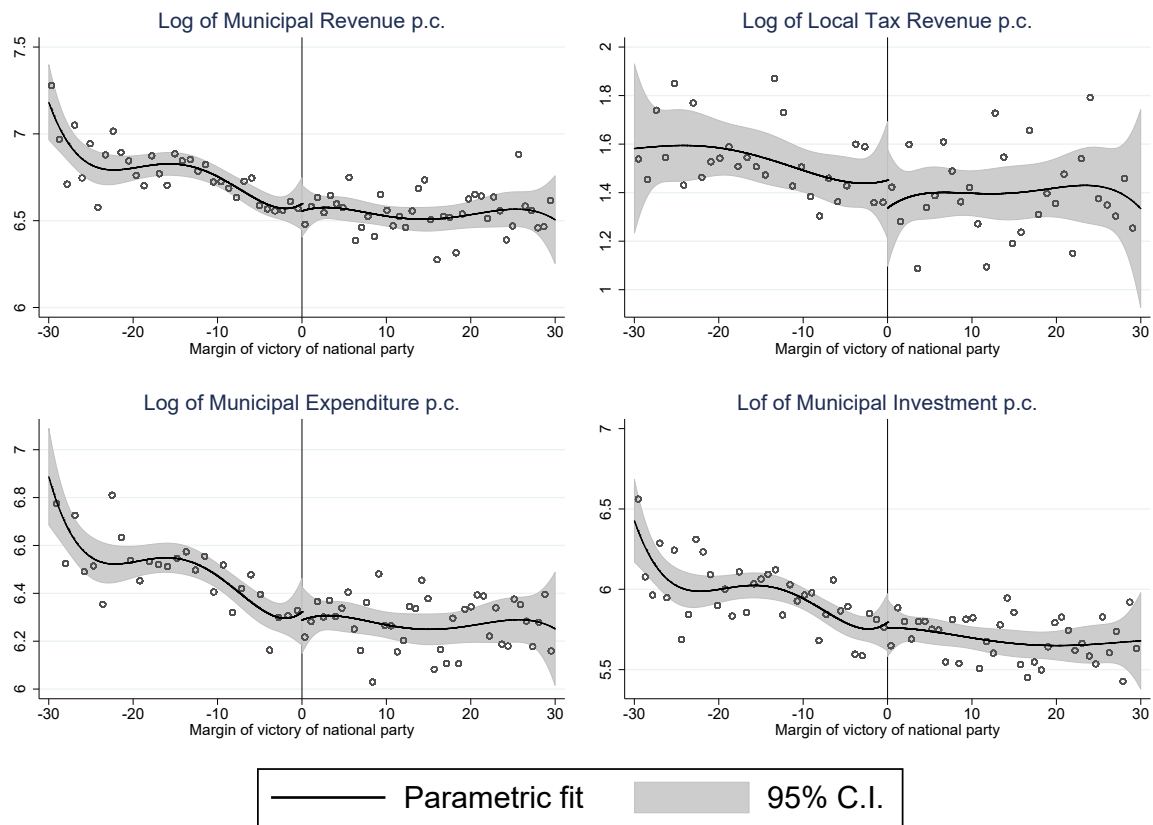 Log of Municipal Revenue p.c.
7.5
7
6.5
6
-30 -20 -10 0 10 20 30
Margin of victory of national party
Log of Local Tax Revenue p.c.
2
1.8
1.6
1.4
1.2
1
-30 -20 -10 0 10 20 30
Margin of victory of national party
Log of Municipal Expenditure p.c.
7
6.8
6.6
6.4
6.2
6
-30 -20 -10 0 10 20 30
Margin of victory of national party
Lof of Municipal Investment p.c.
7
6.5
6
5.5
-30 -20 -10 0 10 20 30
Margin of victory of national party
Parametric fit 95% C.I.